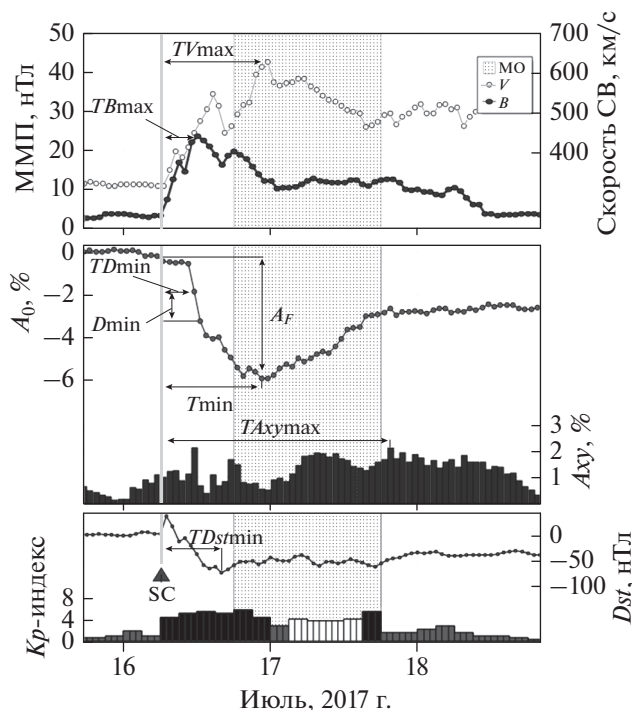 50
40
30
20
10
0
ММП, нТл
TVmax
TBmax
МО
V
B
700
600
500
400
Скорость СВ, км/с
0
−2
−4
−6
A0, %
TDmin
Dmin
AF
Tmin
TAxymax
3
2
1
Axy, %
TDstmin
0
−50
−100
Dst, нТл
SC
8
4
0
Kp-индекс
16
17
18
Июль, 2017 г.